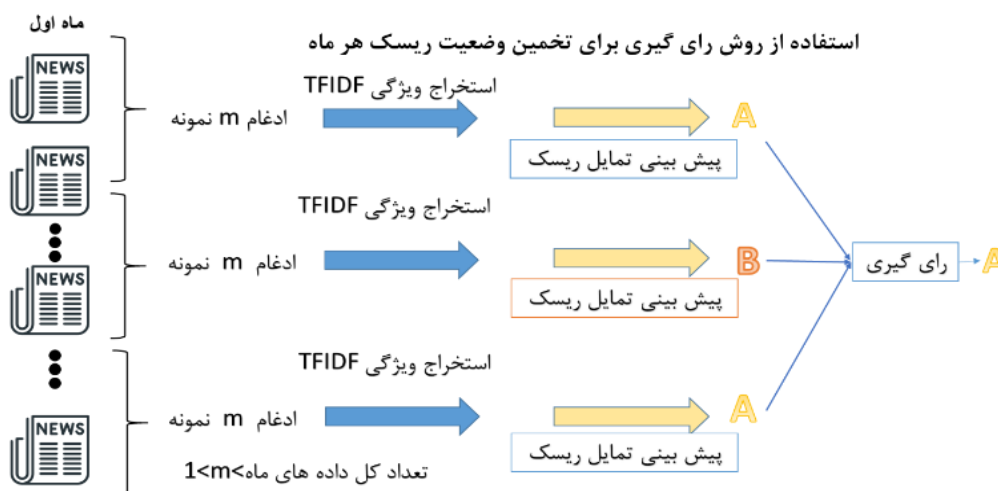 ماه اول
استفاده از روش رای گیری برای تخمین وضعیت ریسک هر ماه
NEWS
استخراج ویژگی TFIDF
ادغام m نمونه
A
پیش بینی تمایل ریسک
NEWS
استخراج ویژگی TFIDF
ادغام m نمونه
B
رای گیری
A
NEWS
پیش بینی تمایل ریسک
استخراج ویژگی TFIDF
ادغام m نمونه
A
NEWS
پیش بینی تمایل ریسک
تعداد کل داده های ماه>m>1